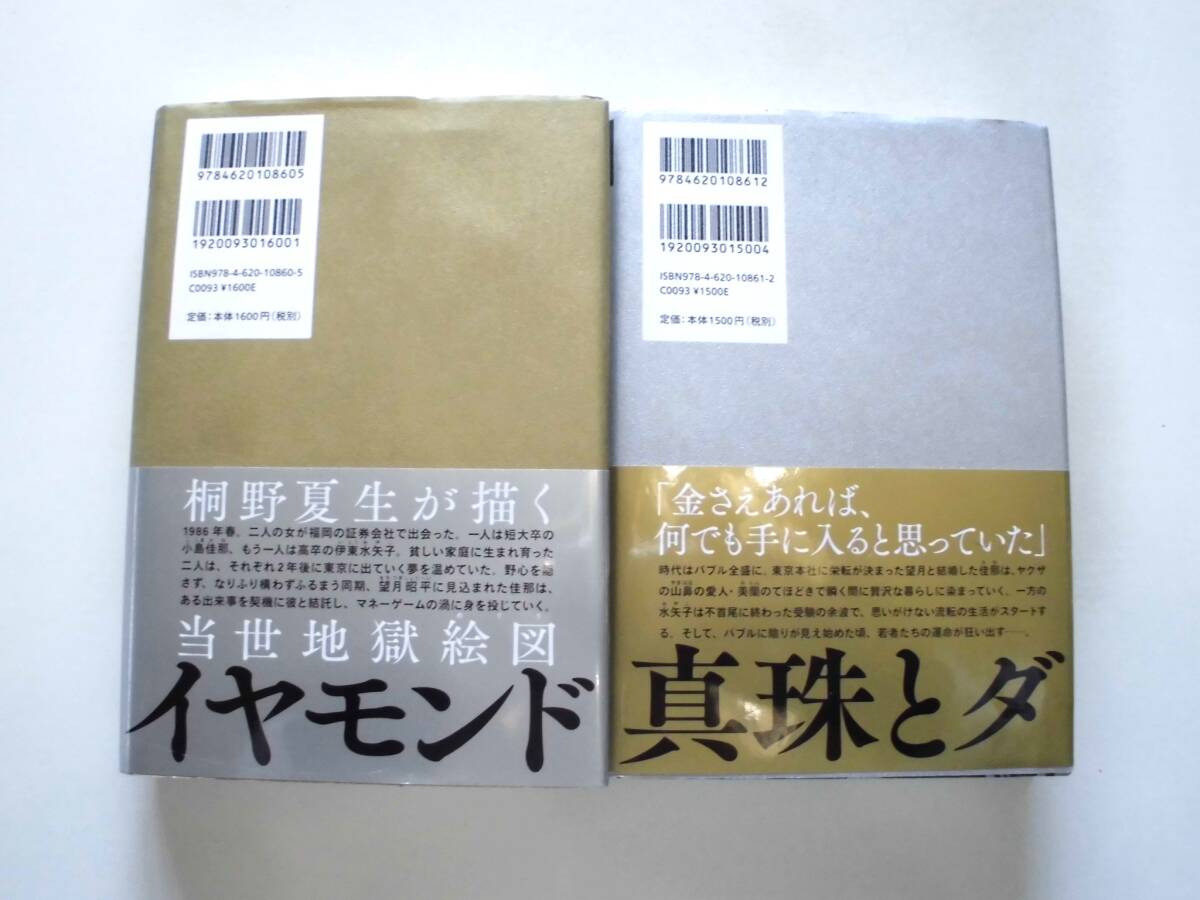 9784620108605
1920093016001
ISBN978-4-620-10860-5
C0093 ¥1600E
定価：本体1600円（税別）
桐野夏生が描く
1986年春。二人の女が福岡の証券会社で出会った。一人は短大卒の
小島佳那、もう一人は高卒の伊東水矢子。貧しい家庭に生まれ育った
二人は、それぞれ2年後に東京に出ていく夢を温めていた。野心を隠
さず、なりふり構わずふるまう同期、望月昭平に見込まれた佳那は、
ある出来事を契機に彼と結託し、マネーゲームの渦に身を投じていく。
当世地獄絵図
イヤモンド
9784620108612
1920093015004
ISBN978-4-620-10861-2
C0093 ¥1500E
定価：本体1500円（税別）
「金さえあれば、
何でも手に入ると思っていた」
時代はバブル全盛に。東京本社に栄転が決まった望月と結婚した佳那は、ヤクザ
の山鼻の愛人・美蘭のてほどきで瞬く間に贅沢な暮らしに染まっていく。一方の
水矢子は不首尾に終わった受験の余波で、思いがけない流転の生活がスタートす
る。そして、バブルに陰りが見え始めた頃、若者たちの運命が狂い出す──。
真珠とダ